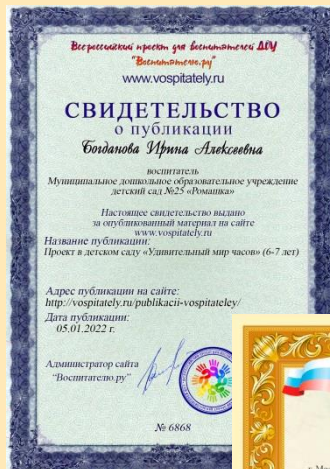 Всероссийский проект для воспитателей ДОУ
"Воспитателю.ру"
www.vospitately.ru
СВИДЕТЕЛЬСТВО
о публикации
Богданова Ирина Алексеевна
воспитатель
Муниципальное дошкольное образовательное учреждение
детский сад №25 «Ромашка»
Настоящее свидетельство выдано
за опубликованный материал на сайте
www.vospitately.ru
Название публикации:
Проект в детском саду «Удивительный мир часов» (6-7 лет)
Адрес публикации на сайте:
http://vospitately.ru/publikacii-vospitateley/
Дата публикации:
05.01.2022 г.
Администратор сайта
"Воспитателю.ру"
№ 6868